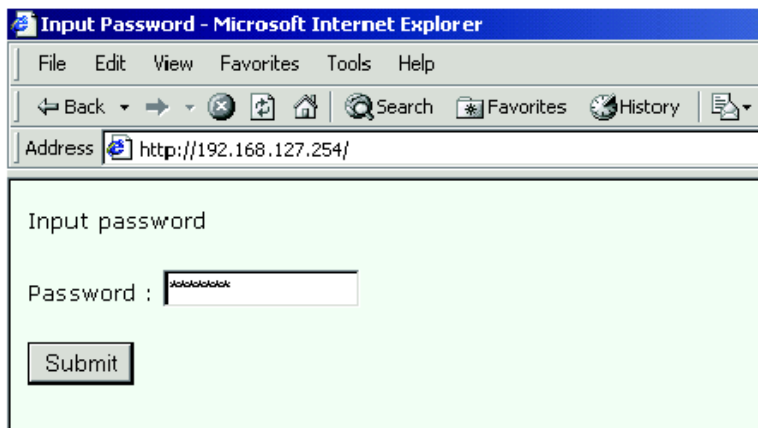 Input Password - Microsoft Internet Explorer
File Edit View Favorites Tools Help
Back Search Favorites History
Address http://192.168.127.254/
Input password
Password : ********
Submit